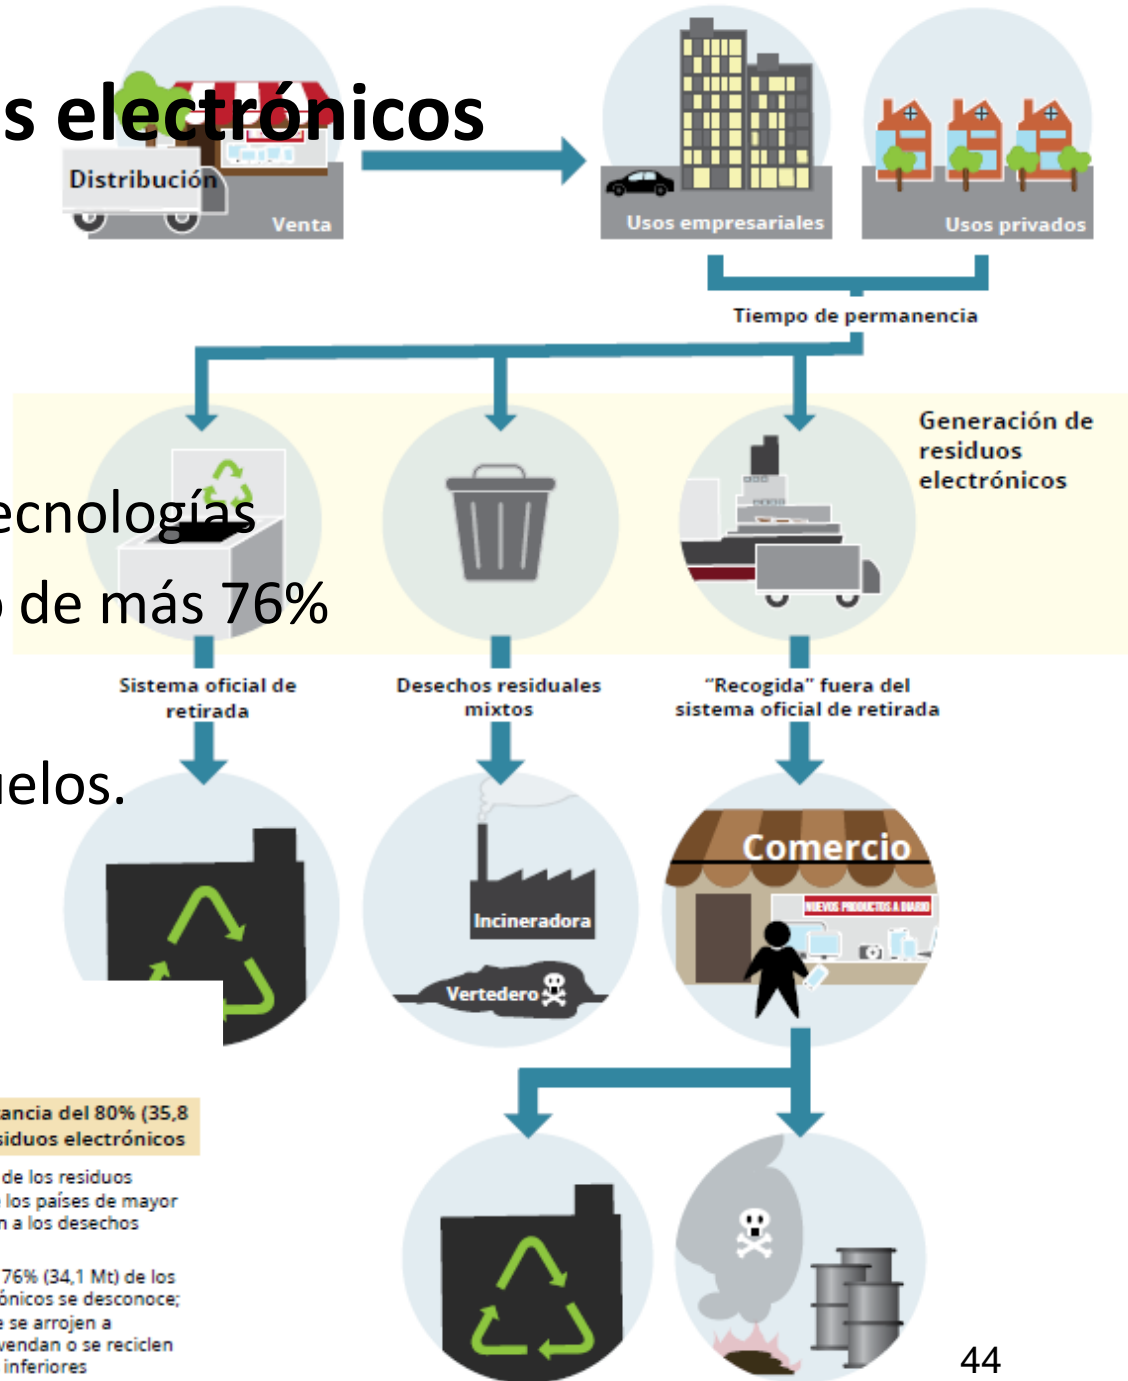 s electrónicos
Distribución
Venta
Usos empresariales
Usos privados
Tiempo de permanencia
Generación de
residuos
electrónicos
ecnologías
o de más 76%
Sistema oficial de
retirada
Desechos residuales
mixtos
“Recogida” fuera del
sistema oficial de retirada
uelos.
Incineradora
Vertedero
Comercio
NUEVOS PRODUCTOS A DIARIO
tancia del 80% (35,8
siduos electrónicos
de los residuos
e los países de mayor
n a los desechos
76% (34,1 Mt) de los
ónicos se desconoce;
e se arrojen a
vendan o se reciclen
inferiores
44